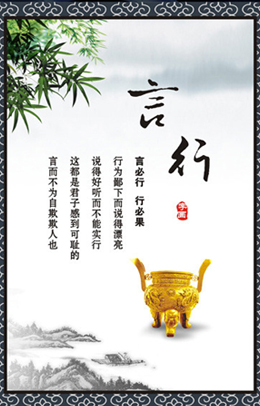 言行
言必行 行必果
行为鄙下而说得漂亮
说得好听而不能实行
这都是君子感到可耻的
言而不为自欺欺人也